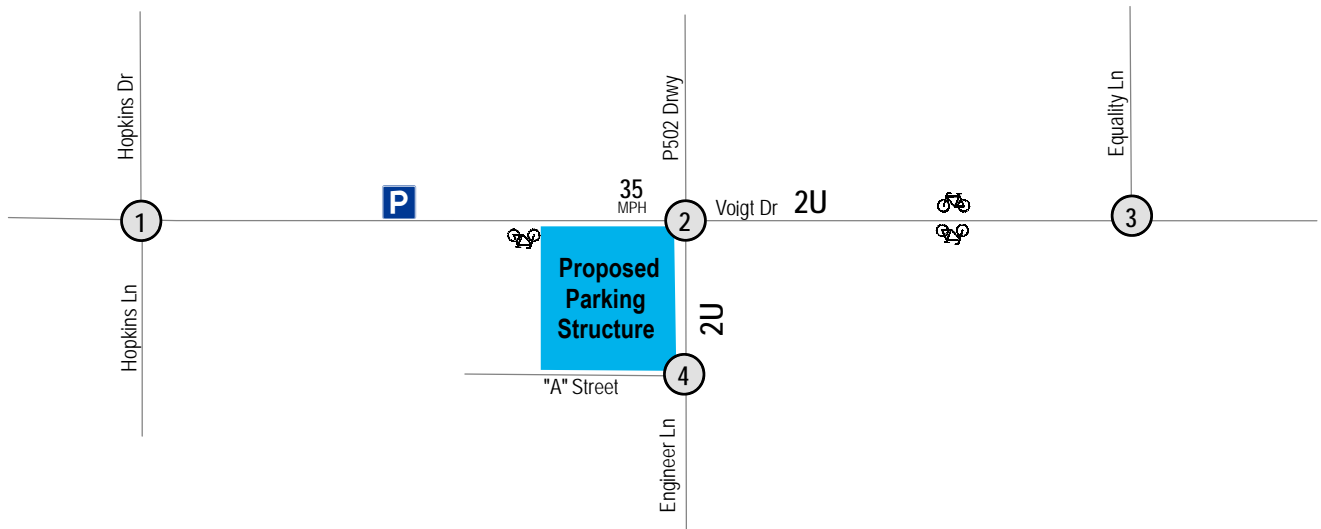 Hopkins Dr
P502 Drwy
Equality Ln
P
35
MPH
Voigt Dr 2U
1
2
3
Proposed
Parking
Structure
2U
Hopkins Ln
4
"A" Street
Engineer Ln